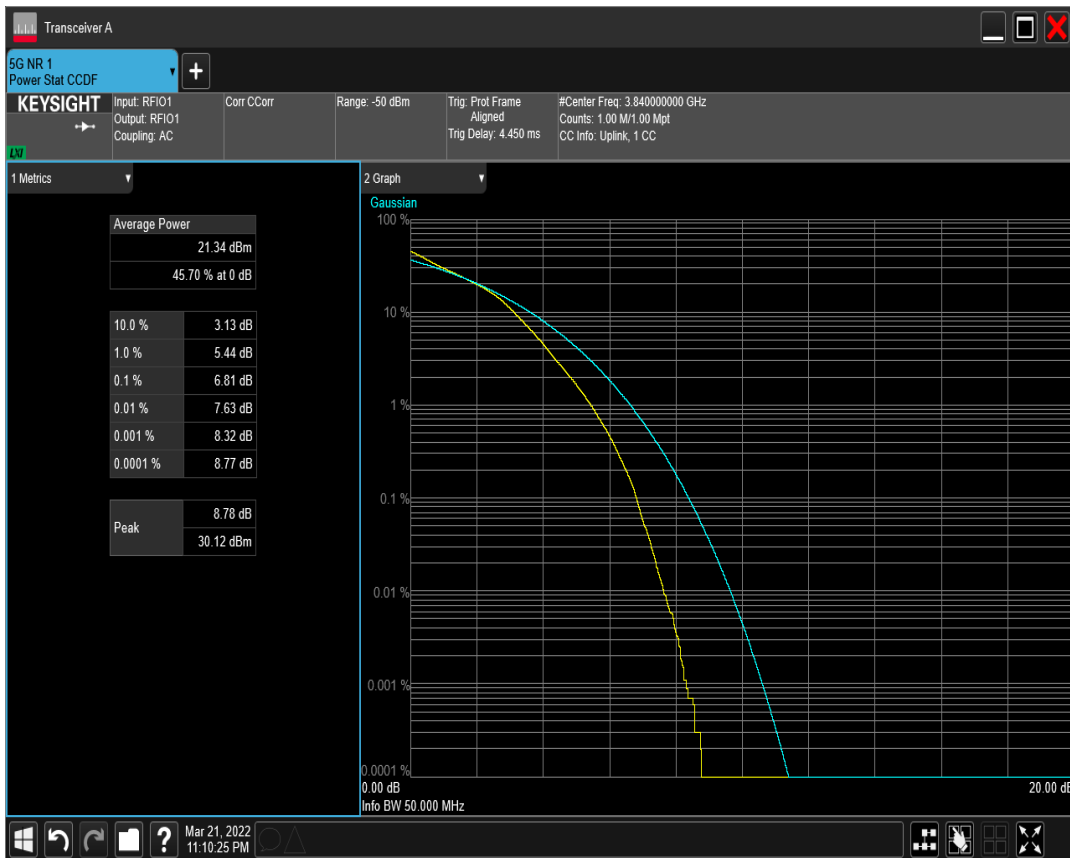 Transceiver A
5G NR 1
Power Stat CCDF
KEYSIGHT
LXI
Input: RFIO1
Output: RFIO1
Coupling: AC
Corr CCorr
Range: -50 dBm
Trig: Prot Frame
Aligned
Trig Delay: 4.450 ms
#Center Freq: 3.840000000 GHz
Counts: 1.00 M/1.00 Mpt
CC Info: Uplink, 1 CC
1 Metrics
Average Power
21.34 dBm
45.70 % at 0 dB
10.0 % 3.13 dB
1.0 % 5.44 dB
0.1 % 6.81 dB
0.01 % 7.63 dB
0.001 % 8.32 dB
0.0001 % 8.77 dB
Peak
8.78 dB
30.12 dBm
2 Graph
Gaussian
100 %
10 %
1 %
0.1 %
0.01 %
0.001 %
0.0001 %
0.00 dB
20.00 dB
Info BW 50.000 MHz
Mar 21, 2022
11:10:25 PM